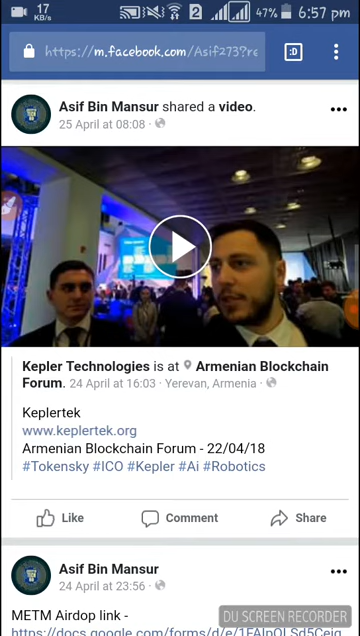 17
KB/S
2
47%
6:57 pm
https://m.facebook.com/Asif273?re
:D
Asif Bin Mansur shared a video.
25 April at 08:08 ·
Kepler Technologies is at Armenian Blockchain
Forum. 24 April at 16:03 · Yerevan, Armenia ·
Keplertek
www.keplertek.org
Armenian Blockchain Forum - 22/04/18
#Tokensky #ICO #Kepler #Ai #Robotics
Like
Comment
Share
Asif Bin Mansur
24 April at 23:56 ·
METM Airdop link -
DU SCREEN RECORDER
https://docs.google.com/forms/d/e/1FAIpQLSd5Ceig